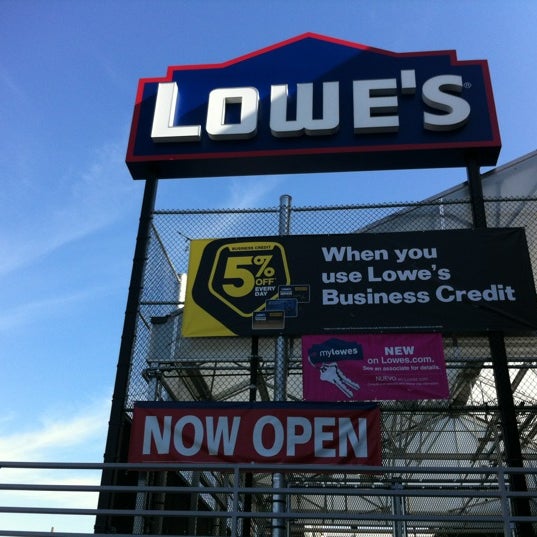 LOWE'S®
BUSINESS CREDIT
5%
OFF
EVERY
DAY
When you
use Lowe's
Business Credit
mylowes
NEW
on Lowes.com.
See an associate for details.
NUEVO
NOW OPEN